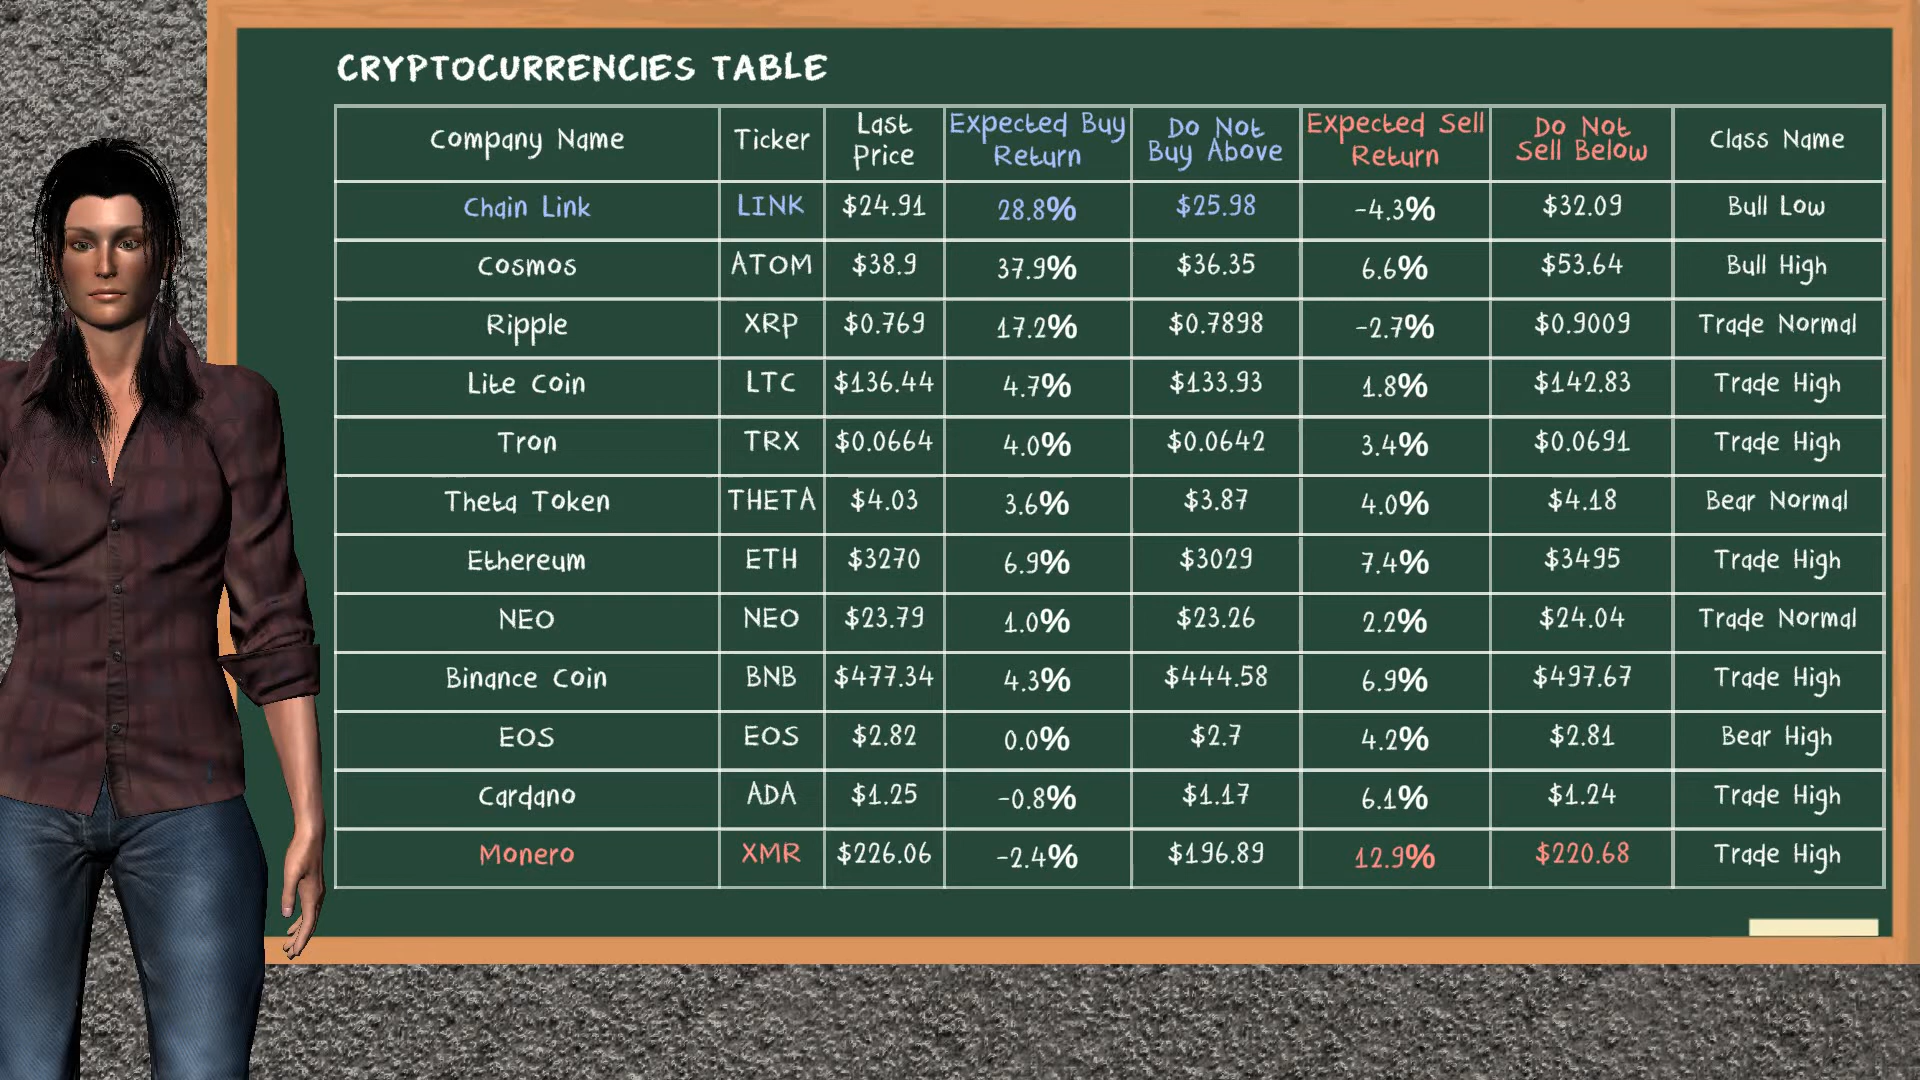 CRYPTOCURRENCIES TABLE
Company Name Ticker Last Price Expected Buy Return Do Not Buy Above Expected Sell Return Do Not Sell Below Class Name
Chain Link LINK $24.91 28.8% $25.98 -4.3% $32.09 Bull Low
Cosmos ATOM $38.9 37.9% $36.35 6.6% $53.64 Bull High
Ripple XRP $0.769 17.2% $0.7898 -2.7% $0.9009 Trade Normal
Lite Coin LTC $136.44 4.7% $133.93 1.8% $142.83 Trade High
Tron TRX $0.0664 4.0% $0.0642 3.4% $0.0691 Trade High
Theta Token THETA $4.03 3.6% $3.87 4.0% $4.18 Bear Normal
Ethereum ETH $3270 6.9% $3029 7.4% $3495 Trade High
NEO NEO $23.79 1.0% $23.26 2.2% $24.04 Trade Normal
Binance Coin BNB $477.34 4.3% $444.58 6.9% $497.67 Trade High
EOS EOS $2.82 0.0% $2.7 4.2% $2.81 Bear High
Cardano ADA $1.25 -0.8% $1.17 6.1% $1.24 Trade High
Monero XMR $226.06 -2.4% $196.89 12.9% $220.68 Trade High